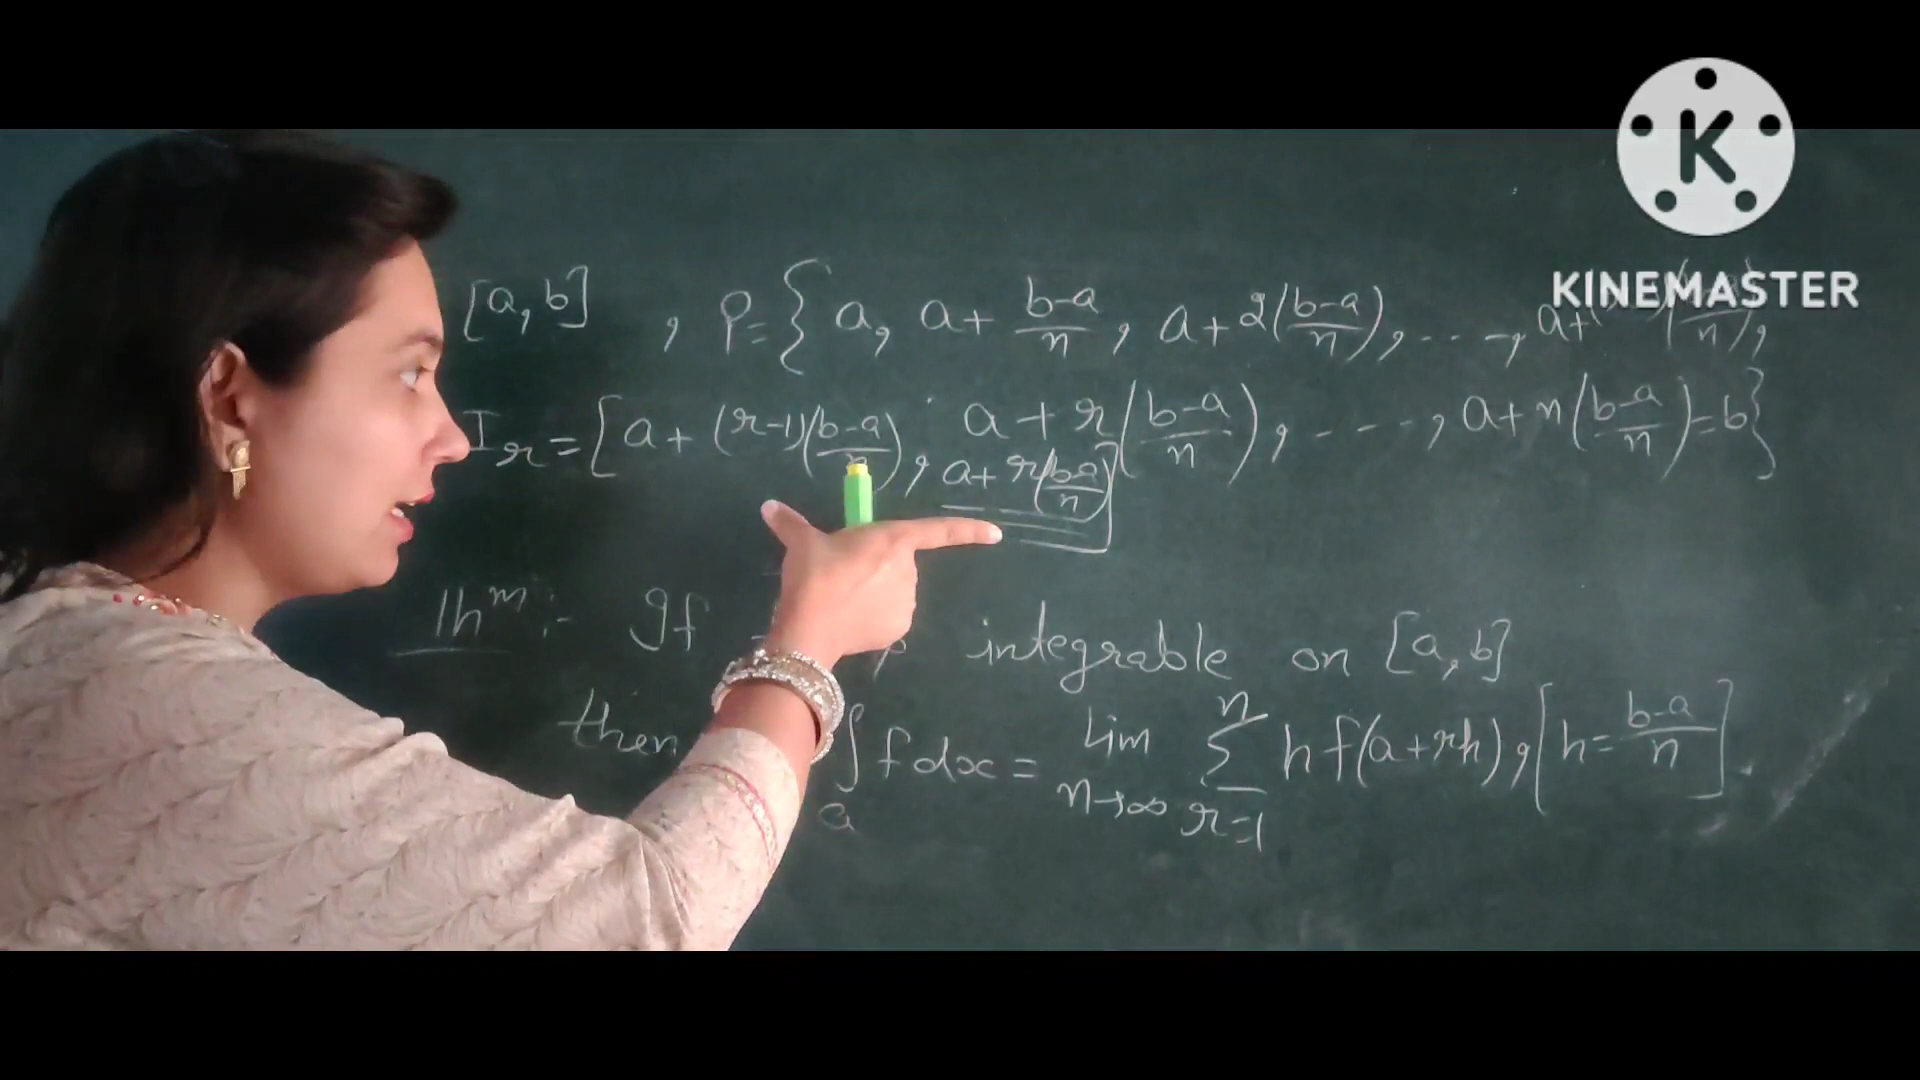 K
KINEMASTER
[a, b] , P = { a, a + (b-a)/n , a + 2((b-a)/n), ..., a + ( )n),
I_r = [a + (r-1)((b-a)/n), a + r((b-a)/n)] a + r((b-a)/n), ----, a + n((b-a)/n) = b}
Th^m :- If integrable on [a, b]
then ∫_a f dx = Lim_{n→∞} Σ_{r=1}^{n} h f(a+rh), [h = (b-a)/n].